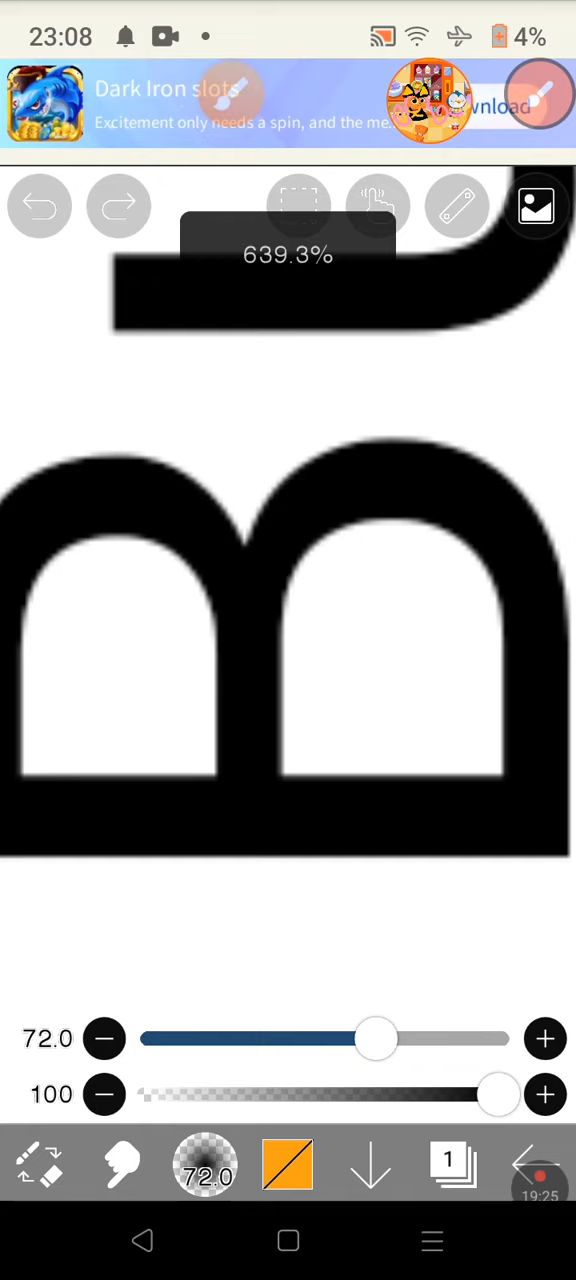 23:08
4%
Dark Iron slots
Excitement only needs a spin, and the me...
wnload
639.3%
B
72.0
100
72.0
1
19:25